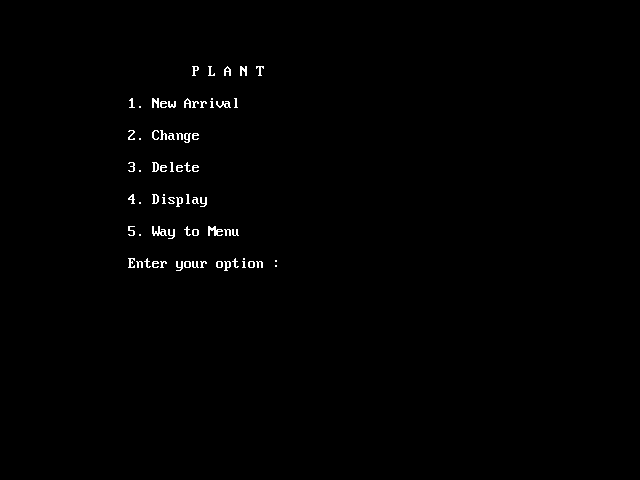 P L A N T
1. New Arrival
2. Change
3. Delete
4. Display
5. Way to Menu
Enter your option :